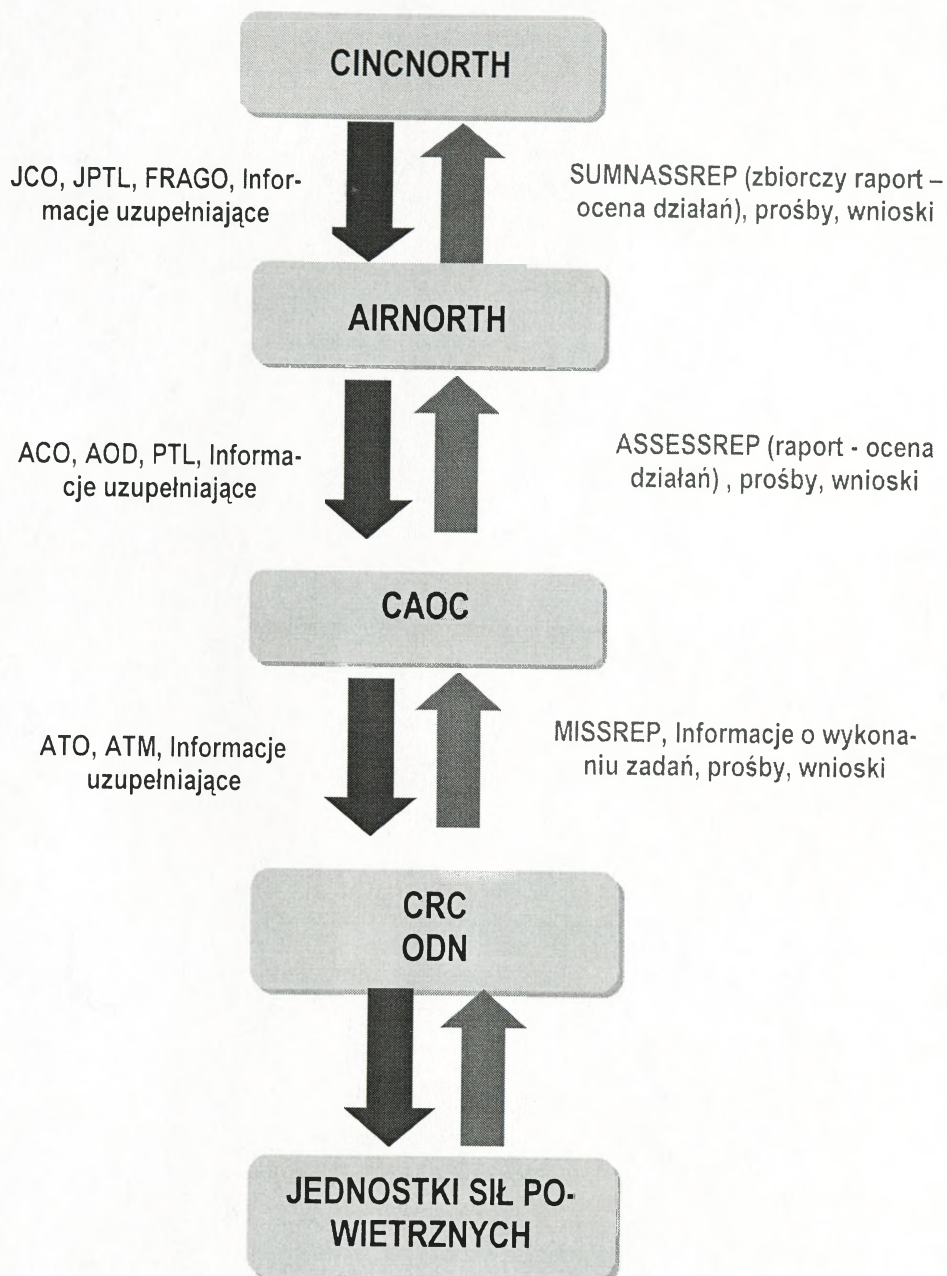 CINCNORTH
JCO, JPTL, FRAGO, Infor-
macje uzupełniające
SUMNASSREP (zbiorczy raport –
ocena działań), prośby, wnioski
AIRNORTH
ACO, AOD, PTL, Informa-
cje uzupełniające
ASSESSREP (raport - ocena
działań) , prośby, wnioski
CAOC
ATO, ATM, Informacje
uzupełniające
MISSREP, Informacje o wykona-
niu zadań, prośby, wnioski
CRC
ODN
JEDNOSTKI SIŁ PO-
WIETRZNYCH